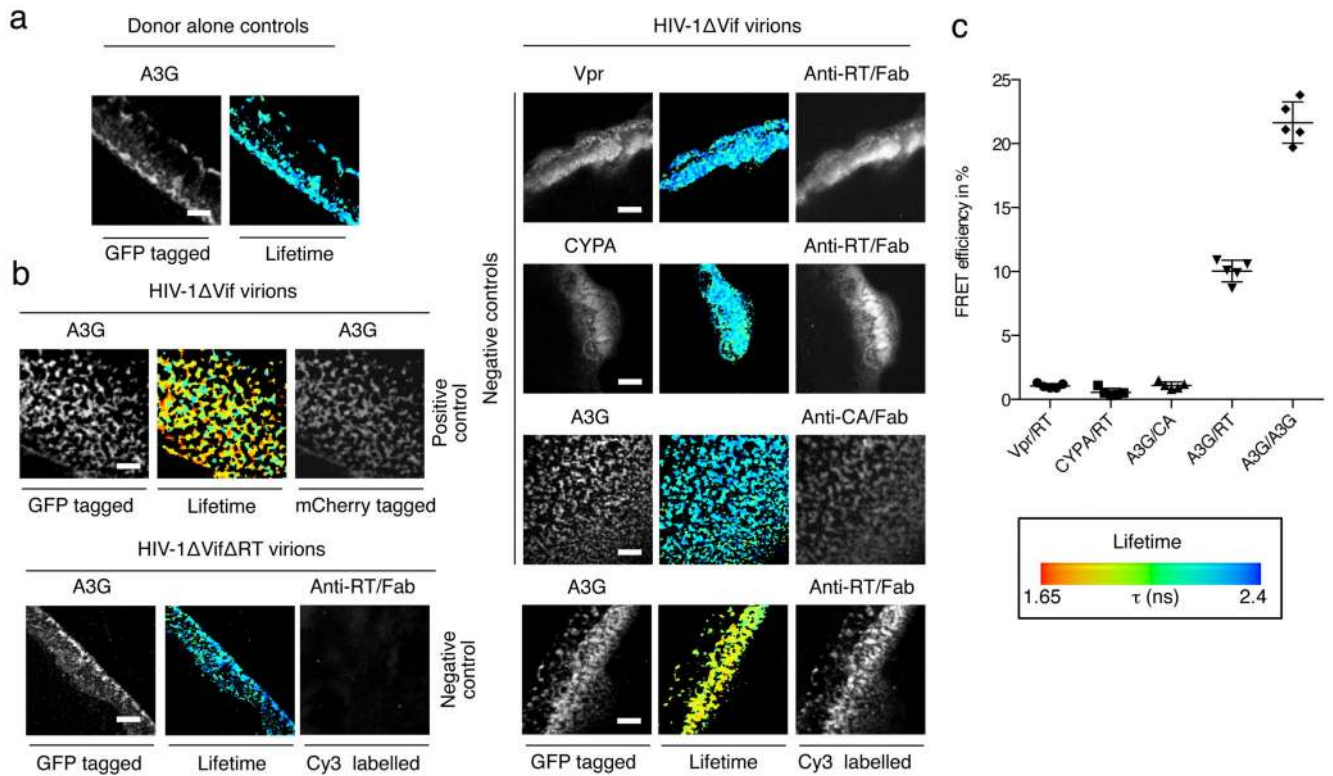 a
Donor alone controls
A3G
GFP tagged
Lifetime
b
HIV-1ΔVif virions
A3G
A3G
Positive
control
GFP tagged
Lifetime
mCherry tagged
HIV-1ΔVifΔRT virions
A3G
Anti-RT/Fab
Negative
control
GFP tagged
Lifetime
Cy3 labelled
HIV-1ΔVif virions
Negative controls
Vpr
Anti-RT/Fab
CYPA
Anti-RT/Fab
A3G
Anti-CA/Fab
A3G
Anti-RT/Fab
GFP tagged
Lifetime
Cy3 labelled
c
FRET efficiency in %
25
20
15
10
5
0
Vpr/RT
CYPA/RT
A3G/CA
A3G/RT
A3G/A3G
Lifetime
1.65 τ (ns) 2.4